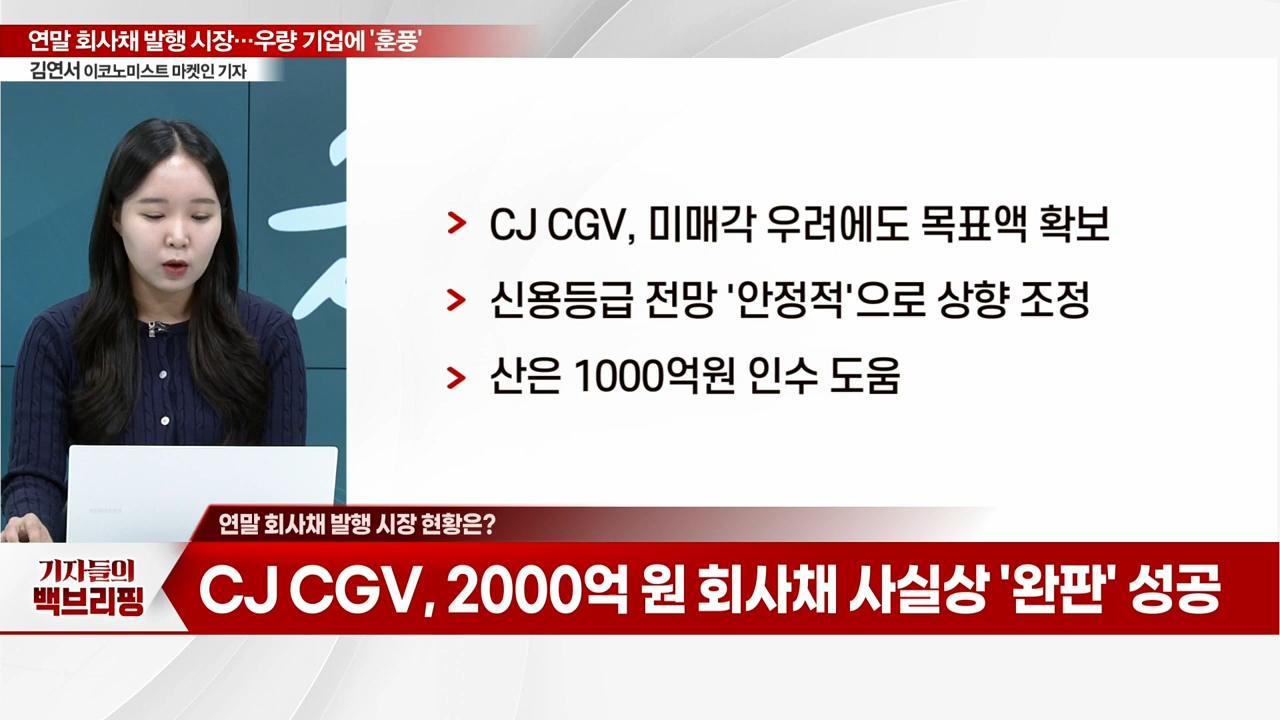 연말 회사채 발행 시장…우량 기업에 '훈풍'
김연서 이코노미스트 마켓인 기자
> CJ CGV, 미매각 우려에도 목표액 확보
> 신용등급 전망 '안정적'으로 상향 조정
> 산은 1000억원 인수 도움
연말 회사채 발행 시장 현황은?
기자들의
백브리핑
CJ CGV, 2000억 원 회사채 사실상 '완판' 성공